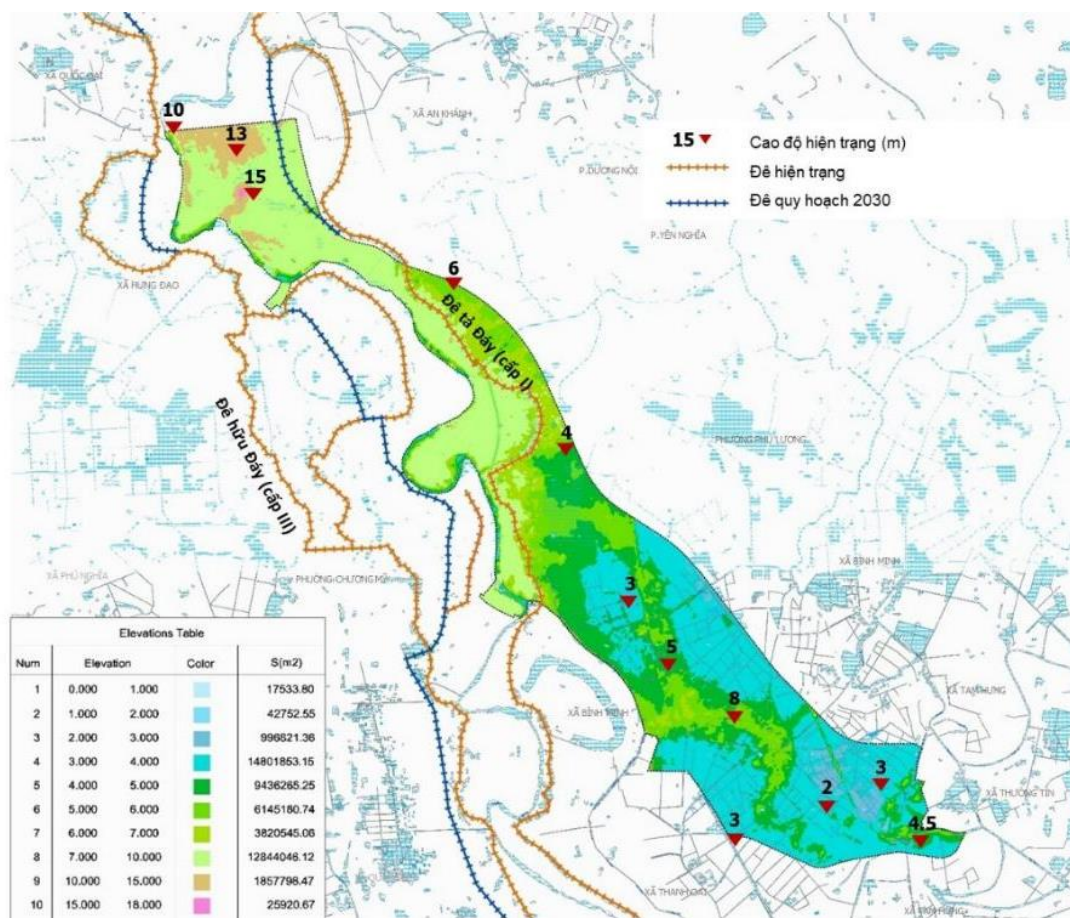 XÃ QUỐC OAI
10
XÃ AN KHÁNH
13
15 Cao độ hiện trạng (m)
P. DƯƠNG NỘI
15
Đê hiện trạng
Đê quy hoạch 2030
P. YÊN NGHĨA
6
XÃ HƯNG ĐẠO
Đê tả Đáy (cấp I)
Đê hữu Đáy (cấp III)
4
PHƯỜNG PHÚ LƯƠNG
XÃ BÌNH MINH
XÃ PHÚ NGHĨA
PHƯỜNG CHƯƠNG MỸ
3
5
XÃ TAM HƯNG
8
XÃ BÌNH MINH
3
XÃ THƯỜNG TÍN
2
3
4.5
XÃ THANH OAI
Elevations Table
Num Elevation Color S(m2)
1 0.000 1.000 17533.80
2 1.000 2.000 42752.55
3 2.000 3.000 996821.36
4 3.000 4.000 14801853.15
5 4.000 5.000 9436265.25
6 5.000 6.000 6145180.74
7 6.000 7.000 3820545.06
8 7.000 10.000 12844046.12
9 10.000 15.000 1857798.47
10 15.000 18.000 25920.67